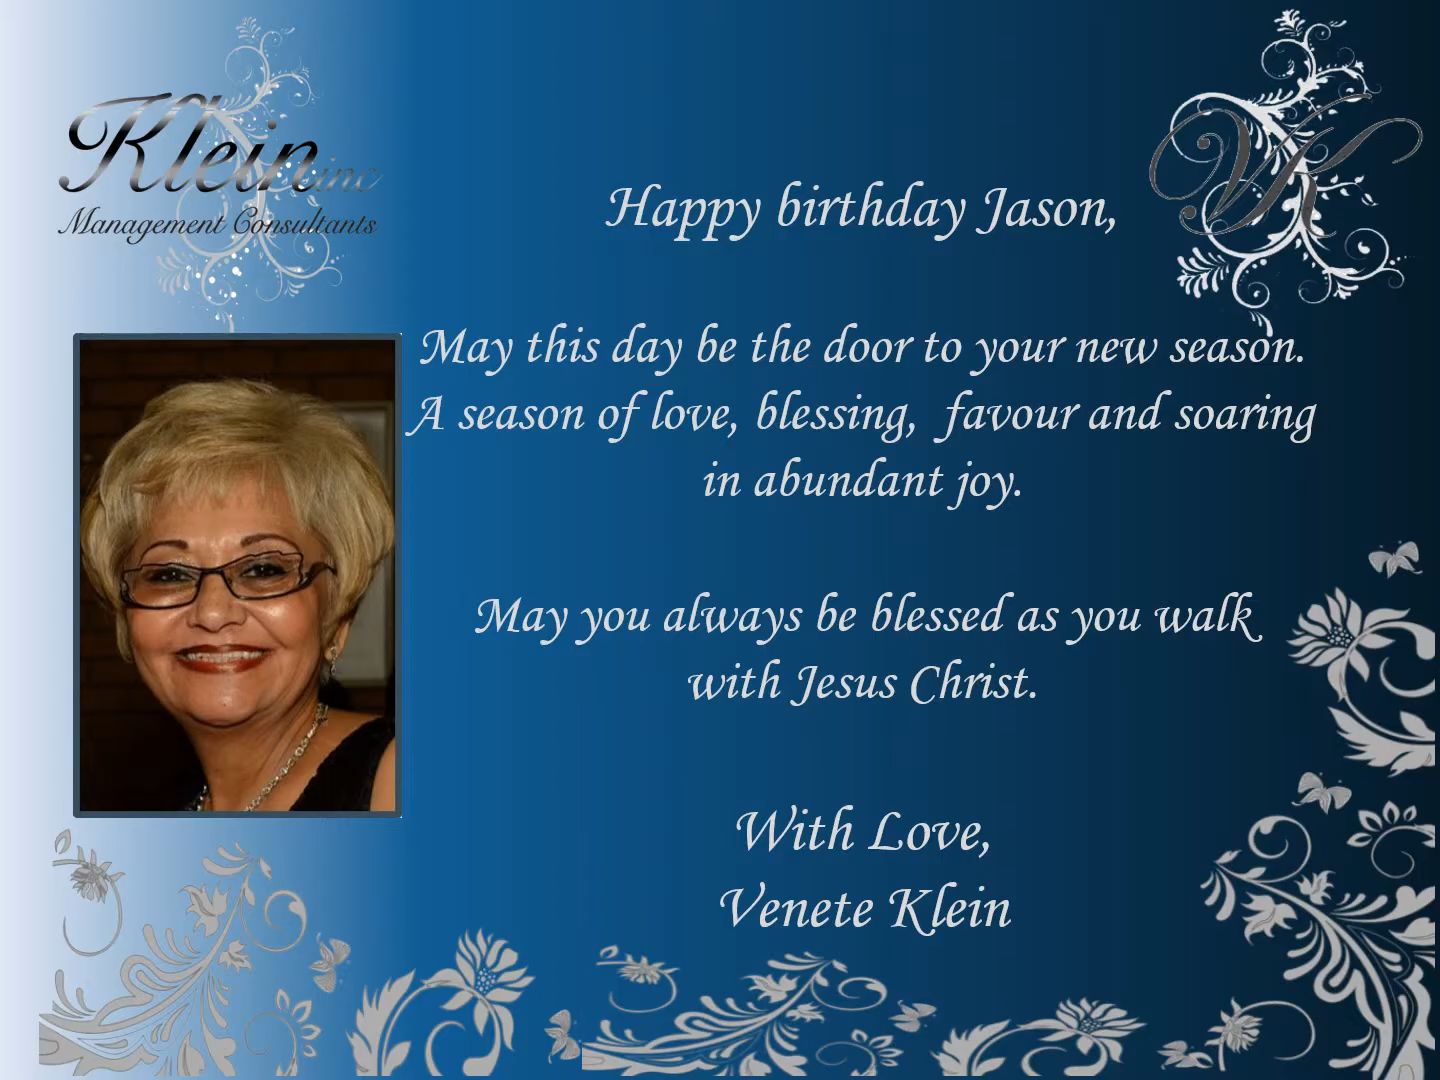 Klein inc
Management Consultants
VK
Happy birthday Jason,
May this day be the door to your new season.
A season of love, blessing, favour and soaring
in abundant joy.
May you always be blessed as you walk
with Jesus Christ.
With Love,
Venete Klein